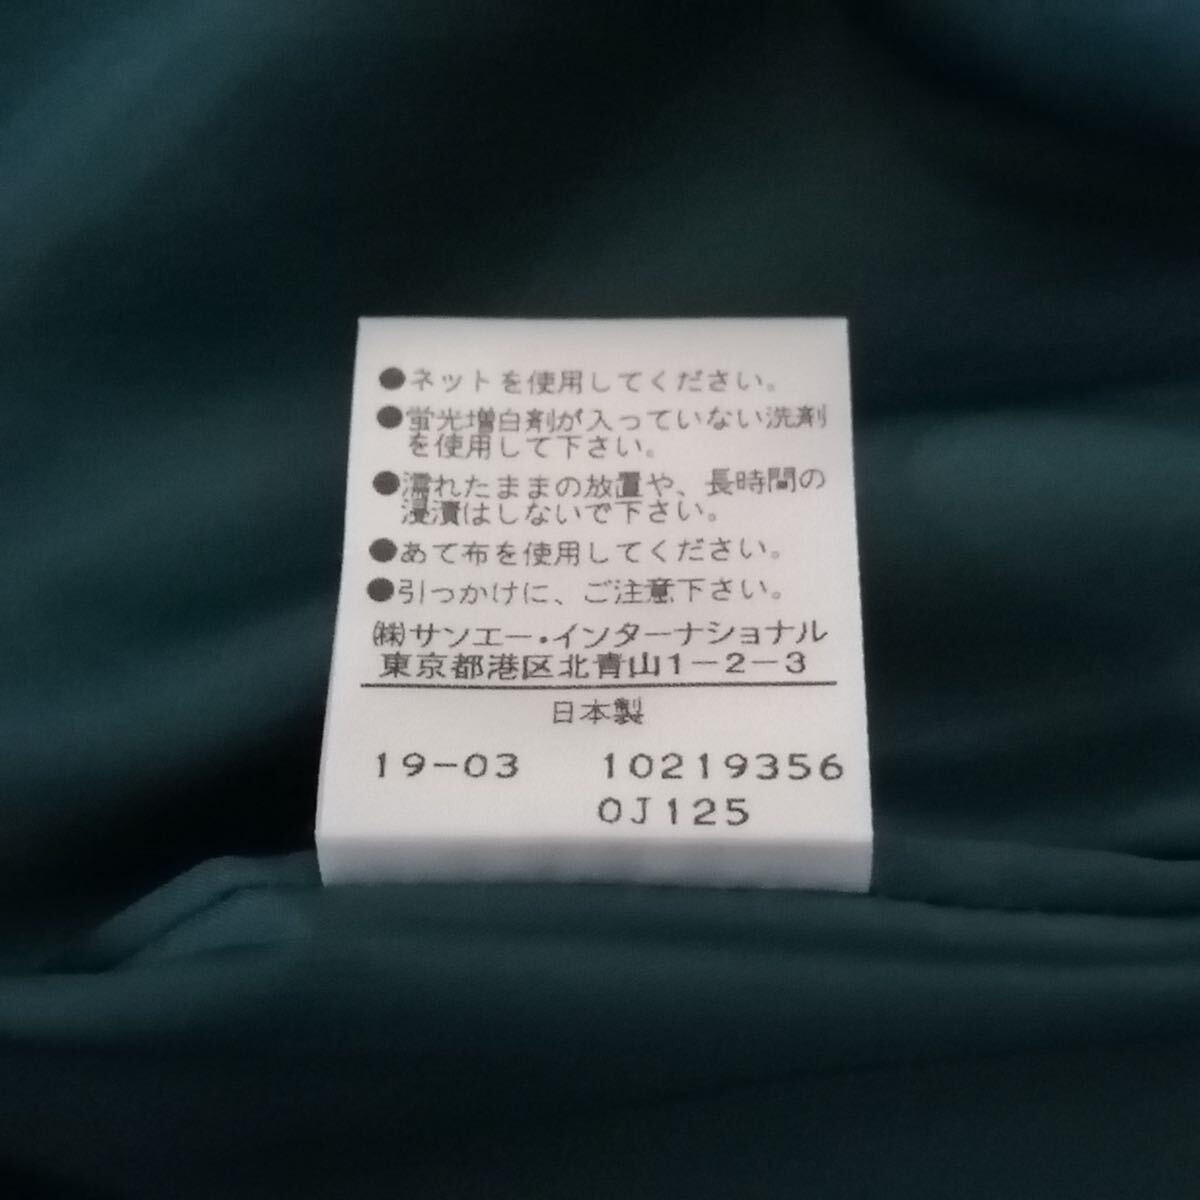 ●ネットを使用してください。
●蛍光増白剤が入っていない洗剤
を使用して下さい。
●濡れたままの放置や、長時間の
浸漬はしないで下さい。
●あて布を使用してください。
●引っかけに、ご注意下さい。
㈱サンエー・インターナショナル
東京都港区北青山1-2-3
日本製
19-03 10219356
0J125